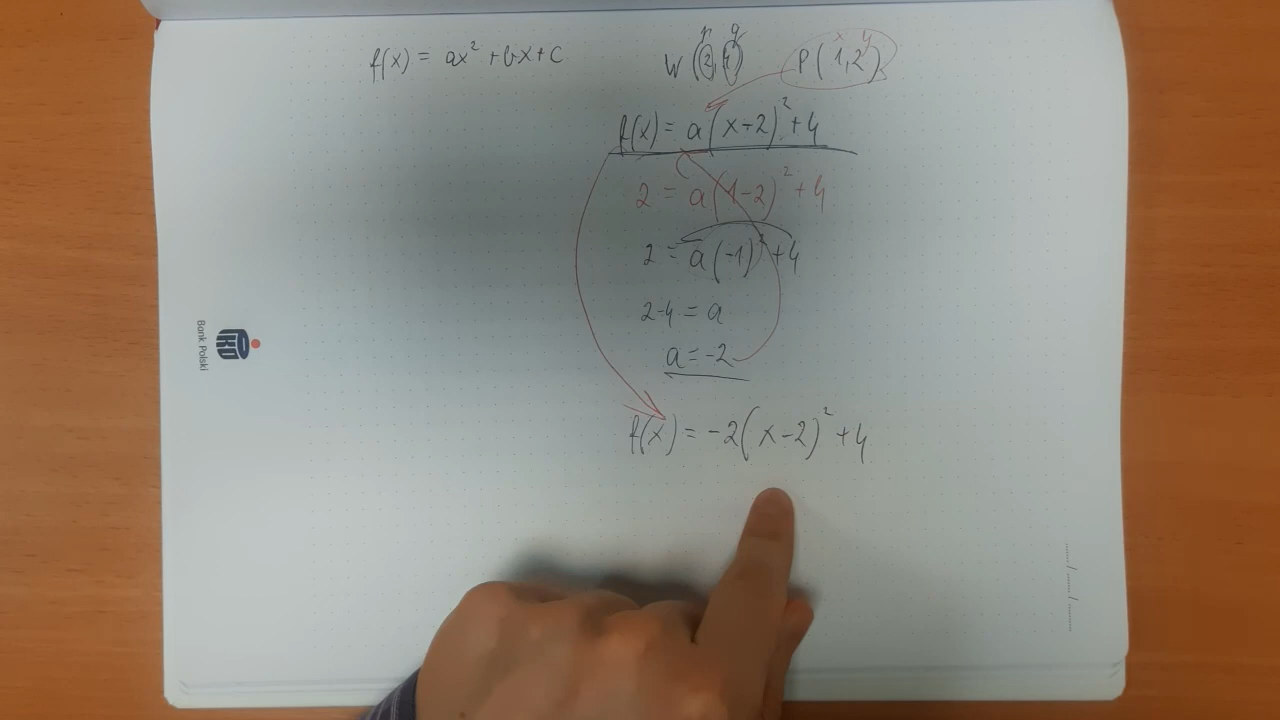 f(x) = ax² + bx + c
p q
W (2, 4)
x y
P(1, 2)
f(x) = a(x-2)² + 4
2 = a(1-2)² + 4
2 = a(-1)² + 4
2-4 = a
a = -2
f(x) = -2(x-2)² + 4
Bank Polski
...... / ...... / .........